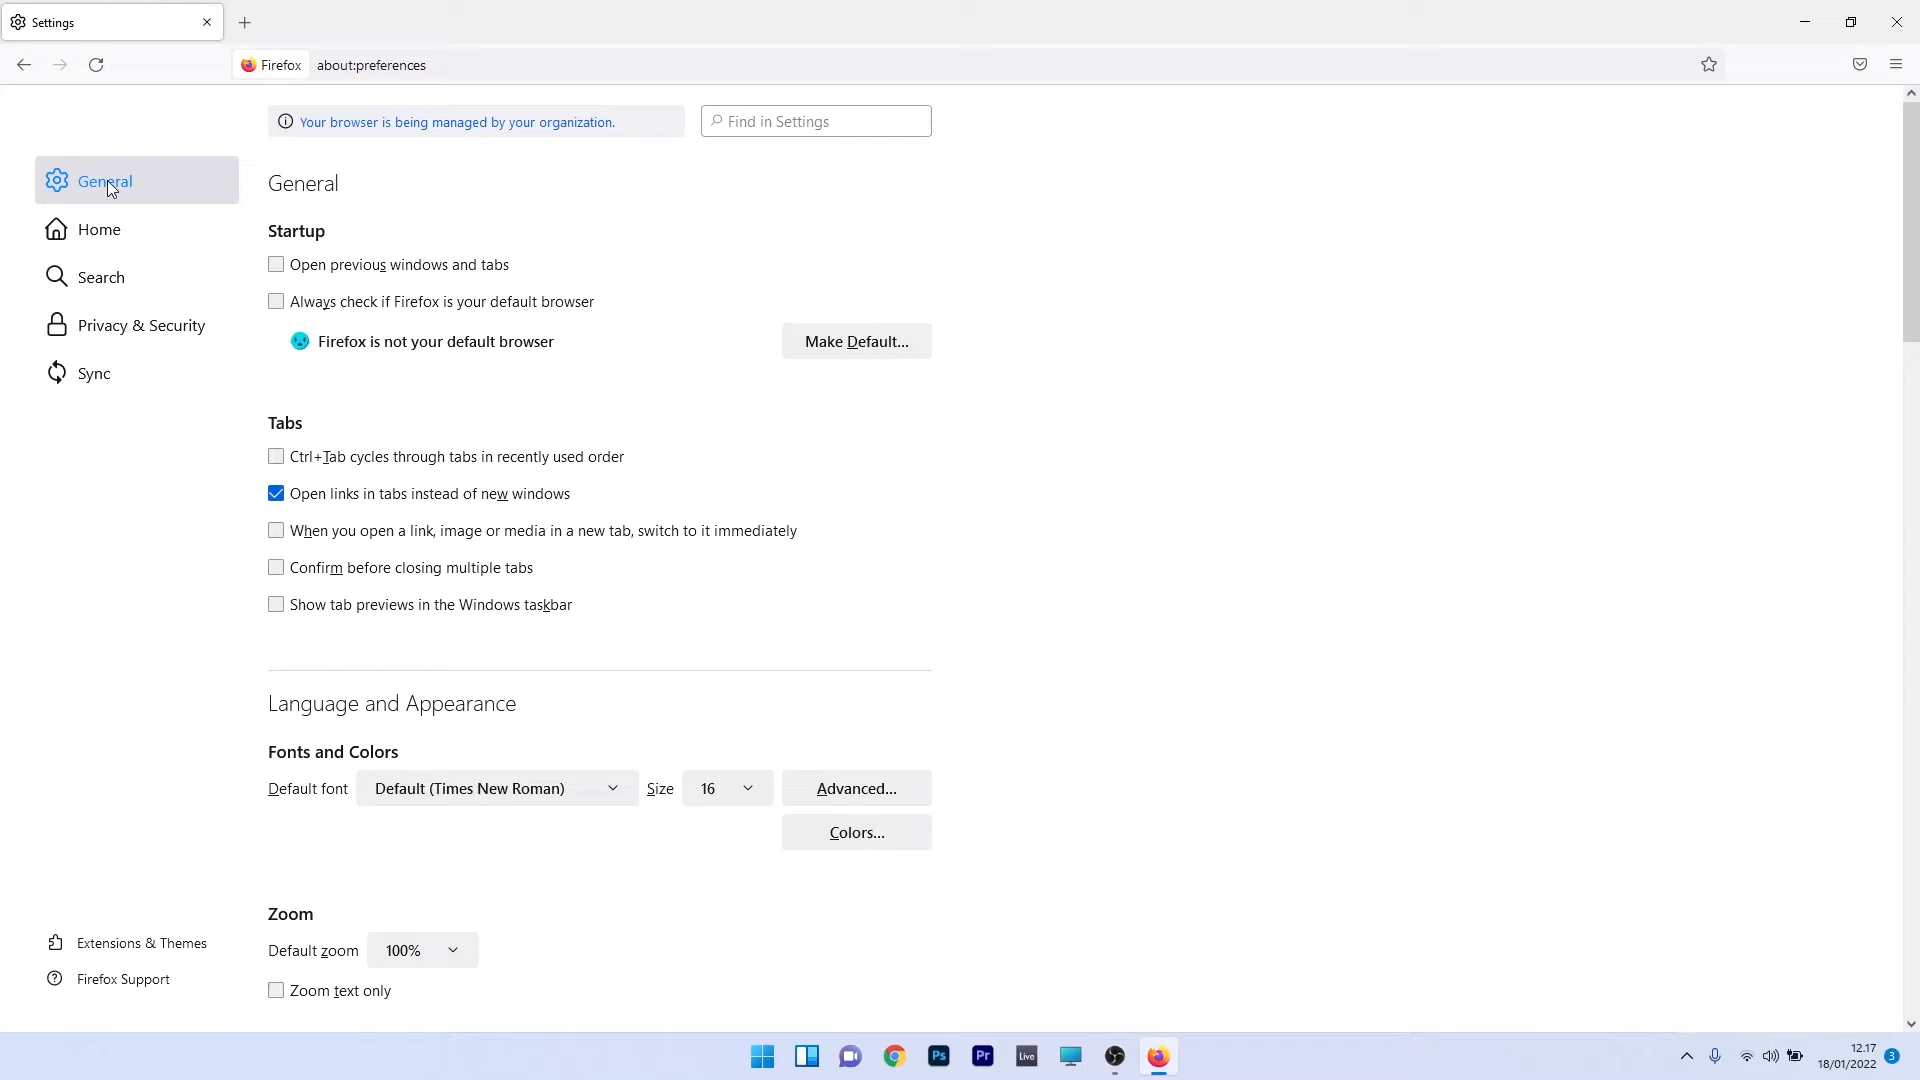 Settings
Firefox about:preferences
Your browser is being managed by your organization.
Find in Settings
General
Home
Search
Privacy & Security
Sync
General
Startup
Open previous windows and tabs
Always check if Firefox is your default browser
Firefox is not your default browser
Make Default...
Tabs
Ctrl+Tab cycles through tabs in recently used order
Open links in tabs instead of new windows
When you open a link, image or media in a new tab, switch to it immediately
Confirm before closing multiple tabs
Show tab previews in the Windows taskbar
Language and Appearance
Fonts and Colors
Default font Default (Times New Roman) Size 16 Advanced...
Colors...
Zoom
Default zoom 100%
Zoom text only
Extensions & Themes
Firefox Support
Ps
Pr
Live
12.17
18/01/2022
3